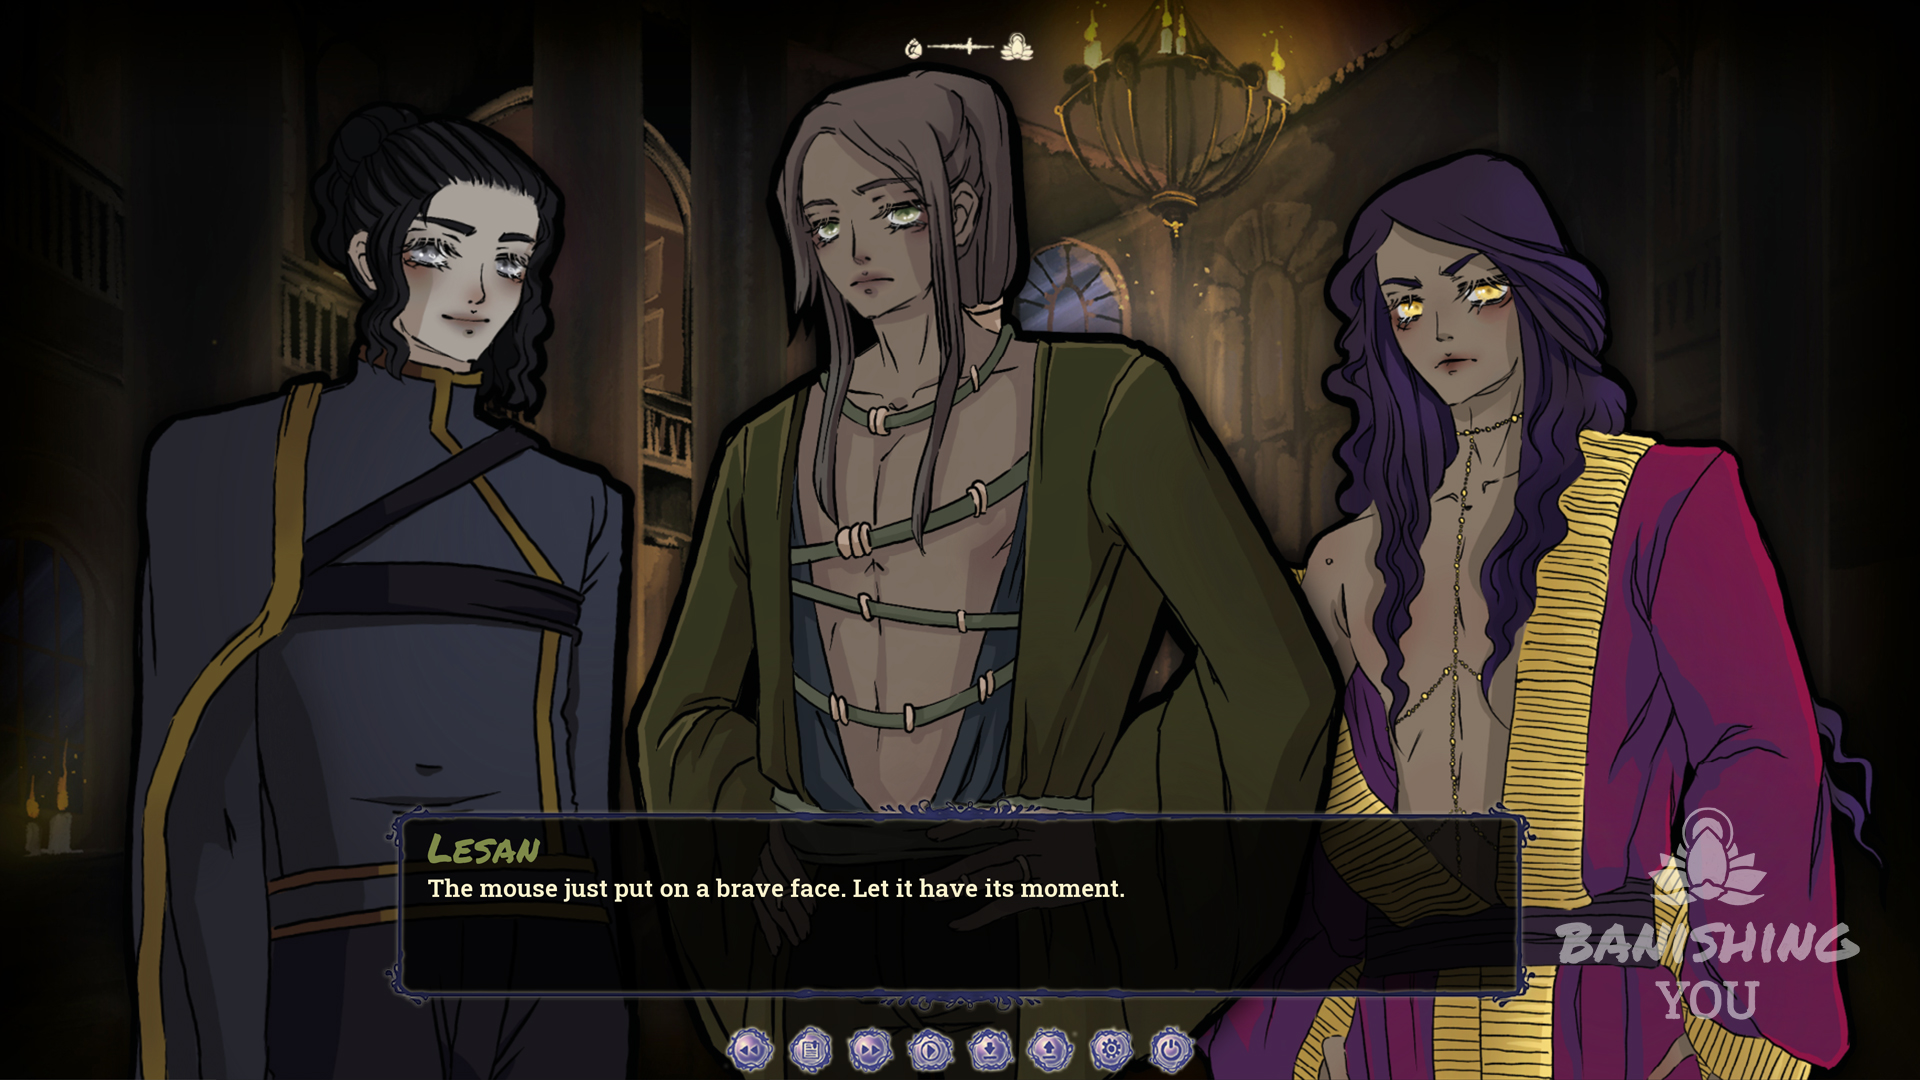 Lesan
The mouse just put on a brave face. Let it have its moment.
BANISHING
YOU